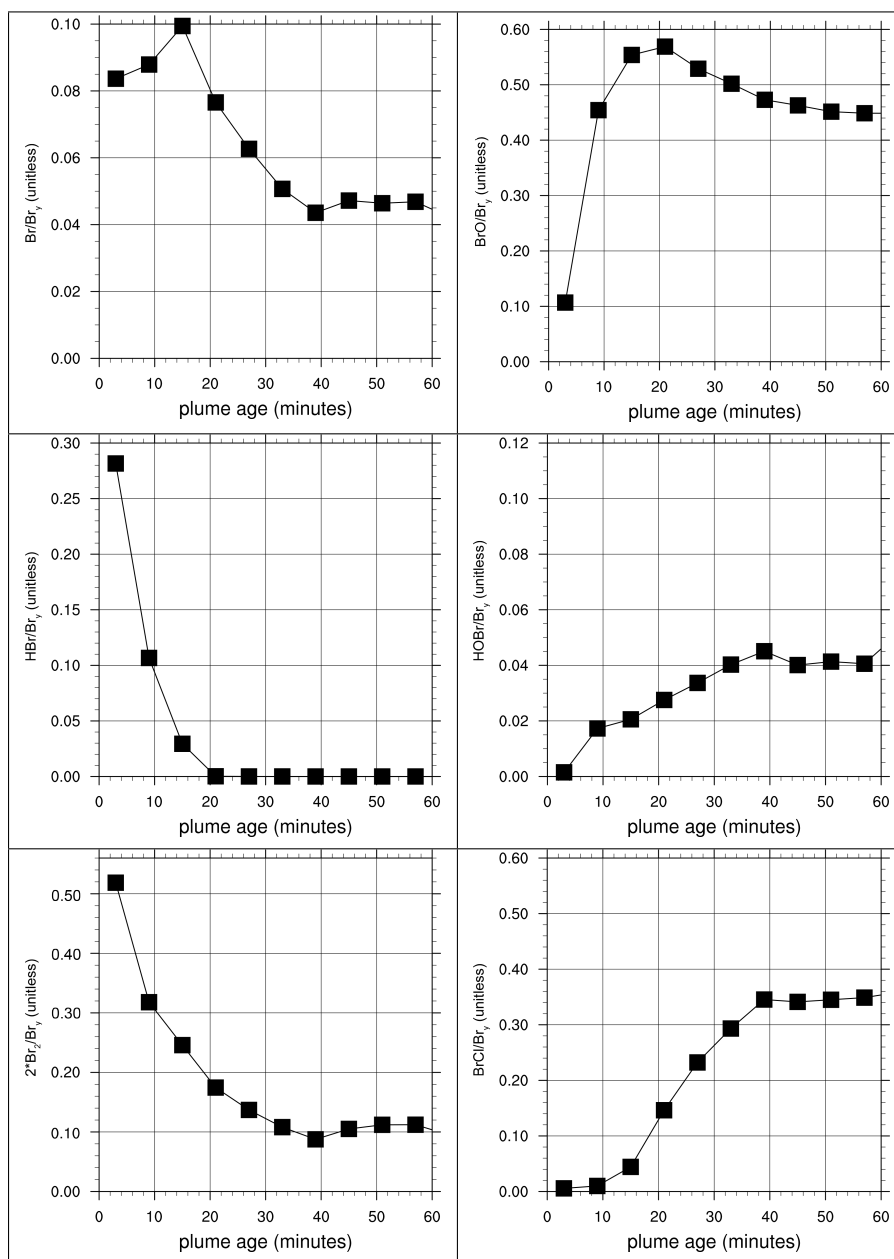 0.10
0.08
0.06
0.04
0.02
0.00
Br/Br_y (unitless)
0 10 20 30 40 50 60
plume age (minutes)
0.60
0.50
0.40
0.30
0.20
0.10
0.00
BrO/Br_y (unitless)
0 10 20 30 40 50 60
plume age (minutes)
0.30
0.25
0.20
0.15
0.10
0.05
0.00
HBr/Br_y (unitless)
0 10 20 30 40 50 60
plume age (minutes)
0.12
0.10
0.08
0.06
0.04
0.02
0.00
HOBr/Br_y (unitless)
0 10 20 30 40 50 60
plume age (minutes)
0.50
0.40
0.30
0.20
0.10
0.00
2*Br_2/Br_y (unitless)
0 10 20 30 40 50 60
plume age (minutes)
0.60
0.50
0.40
0.30
0.20
0.10
0.00
BrCl/Br_y (unitless)
0 10 20 30 40 50 60
plume age (minutes)